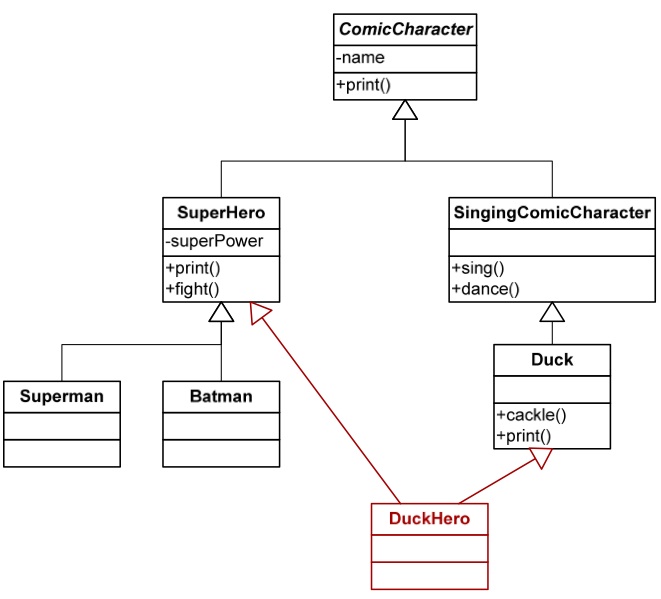 ComicCharacter
-name
+print()
SuperHero
-superPower
+print()
+fight()
SingingComicCharacter
+sing()
+dance()
Superman
Batman
Duck
+cackle()
+print()
DuckHero